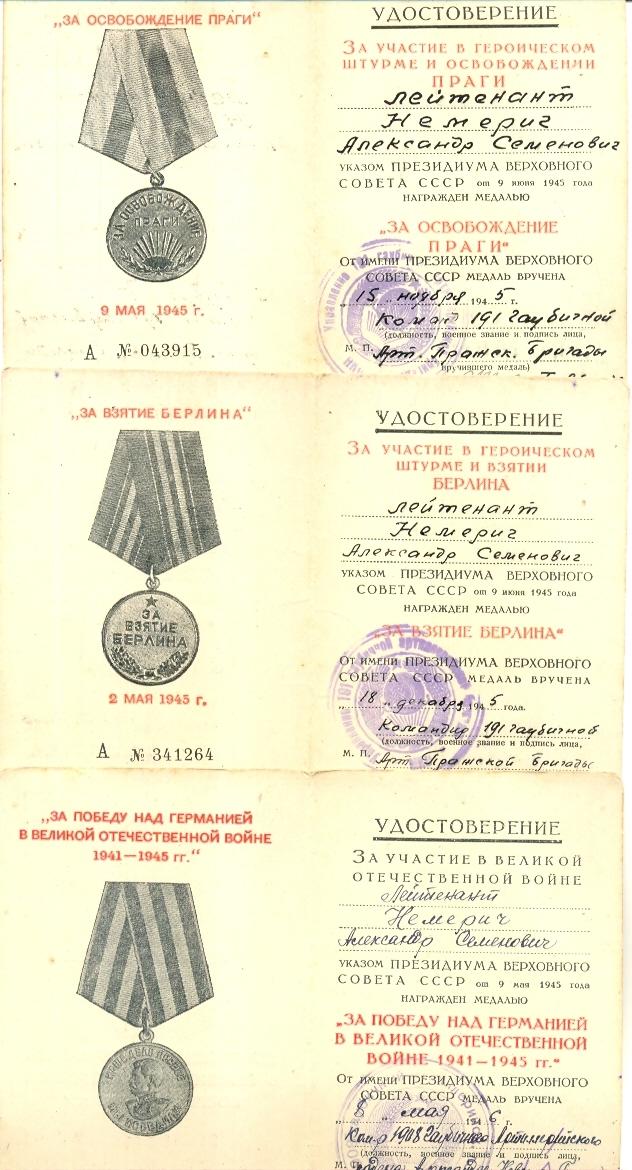 „ЗА ОСВОБОЖДЕНИЕ ПРАГИ“
ЗА ОСВОБОЖДЕНИЕ
ПРАГИ
9 МАЯ 1945 г.
А № 043915
УДОСТОВЕРЕНИЕ
ЗА УЧАСТИЕ В ГЕРОИЧЕСКОМ
ШТУРМЕ И ОСВОБОЖДЕНИИ
ПРАГИ
лейтенант
Немериг
Александр Семенович
УКАЗОМ ПРЕЗИДИУМА ВЕРХОВНОГО
СОВЕТА СССР от 9 июня 1945 года
НАГРАЖДЕН МЕДАЛЬЮ
„ЗА ОСВОБОЖДЕНИЕ
ПРАГИ“
ОТ ИМЕНИ ПРЕЗИДИУМА ВЕРХОВНОГО
СОВЕТА СССР МЕДАЛЬ ВРУЧЕНА
„15 „ ноября 1945 г.
191 гаубичной
(должность, военное звание и подпись лица,
М. П. Арт. Пражск. бригады
вручившего медаль)
„ЗА ВЗЯТИЕ БЕРЛИНА“
ЗА
ВЗЯТИЕ
БЕРЛИНА
2 МАЯ 1945 г.
А № 341264
УДОСТОВЕРЕНИЕ
ЗА УЧАСТИЕ В ГЕРОИЧЕСКОМ
ШТУРМЕ И ВЗЯТИИ
БЕРЛИНА
лейтенант
Немериг
Александр Семенович
УКАЗОМ ПРЕЗИДИУМА ВЕРХОВНОГО
СОВЕТА СССР от 9 июня 1945 года
НАГРАЖДЕН МЕДАЛЬЮ
„ЗА ВЗЯТИЕ БЕРЛИНА“
ОТ ИМЕНИ ПРЕЗИДИУМА ВЕРХОВНОГО
СОВЕТА СССР МЕДАЛЬ ВРУЧЕНА
„18 „ декабря 1945 года.
Командир 191 гаубичной
(должность, военное звание и подпись лица,
М. П. Арт. Пражской бригады
„ЗА ПОБЕДУ НАД ГЕРМАНИЕЙ
В ВЕЛИКОЙ ОТЕЧЕСТВЕННОЙ ВОЙНЕ
1941—1945 гг.“
НАШЕ ДЕЛО ПРАВОЕ
МЫ ПОБЕДИЛИ
УДОСТОВЕРЕНИЕ
ЗА УЧАСТИЕ В ВЕЛИКОЙ
ОТЕЧЕСТВЕННОЙ ВОЙНЕ
Лейтенант
Немерич
Александр Семенович
УКАЗОМ ПРЕЗИДИУМА ВЕРХОВНОГО
СОВЕТА СССР от 9 мая 1945 года
НАГРАЖДЕН МЕДАЛЬЮ
„ЗА ПОБЕДУ НАД ГЕРМАНИЕЙ
В ВЕЛИКОЙ ОТЕЧЕСТВЕННОЙ
ВОЙНЕ 1941—1945 гг.“
ОТ ИМЕНИ ПРЕЗИДИУМА ВЕРХОВНОГО
СОВЕТА СССР МЕДАЛЬ ВРУЧЕНА
„8 „ мая 1946 г.
(должность, военное звание и подпись лица,
М. П.